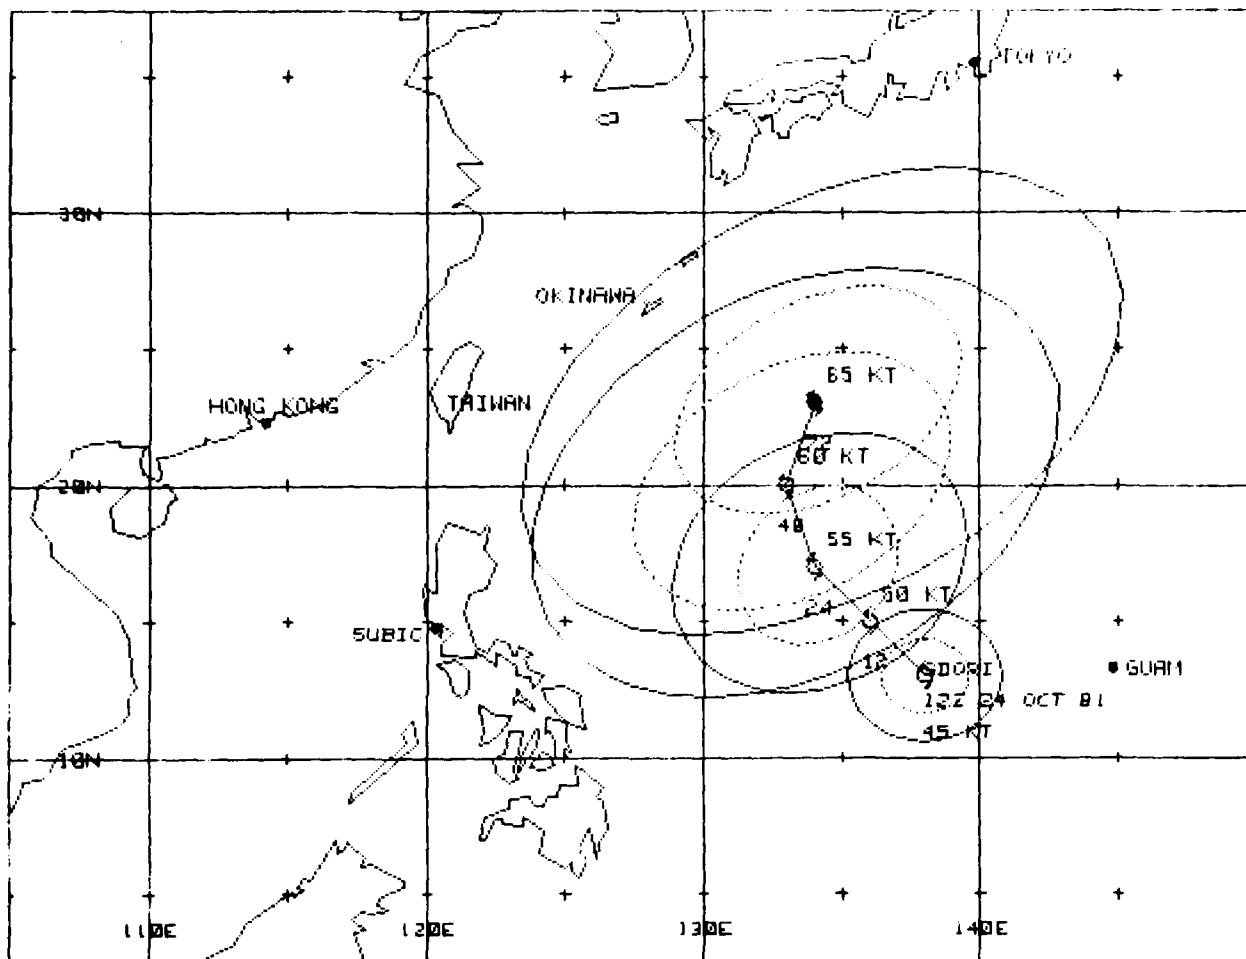 TOKYO
30N
OKINAWA
65 KT
HONG KONG
TAIWAN
72
60 KT
20N
48
55 KT
24
50 KT
SUBIC
12
DORI
GUAM
12Z 24 OCT 81
45 KT
10N
110E
120E
130E
140E